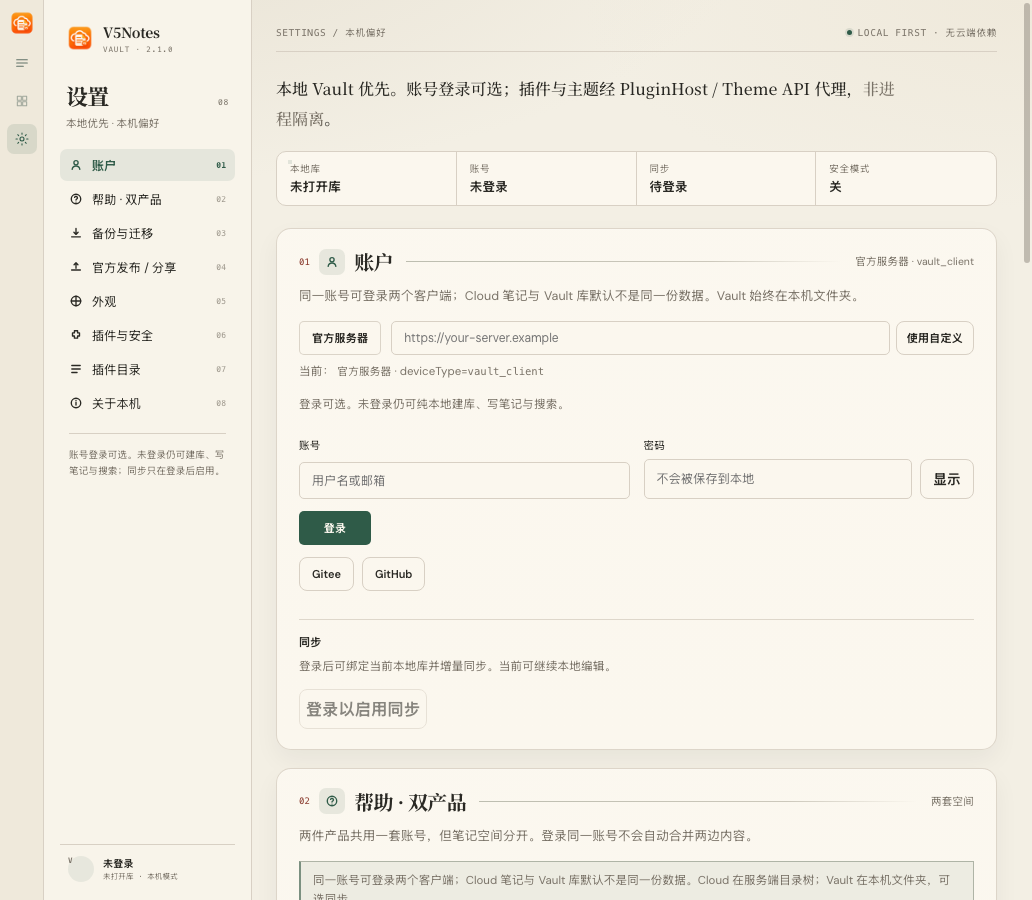 V5Notes
VAULT · 2.1.0
设置
08
本地优先 · 本机偏好
账户 01
帮助 · 双产品 02
备份与迁移 03
官方发布 / 分享 04
外观 05
插件与安全 06
插件目录 07
关于本机 08
账号登录可选。未登录仍可建库、写
笔记与搜索；同步只在登录后启用。
V
未登录
未打开库 · 本机模式
SETTINGS / 本机偏好
LOCAL FIRST · 无云端依赖
本地 Vault 优先。账号登录可选；插件与主题经 PluginHost / Theme API 代理，非进
程隔离。
本地库
未打开库
账号
未登录
同步
待登录
安全模式
关
01 账户 官方服务器 · vault_client
同一账号可登录两个客户端；Cloud 笔记与 Vault 库默认不是同一份数据。Vault 始终在本机文件夹。
官方服务器 https://your-server.example 使用自定义
当前： 官方服务器 · deviceType=vault_client
登录可选。未登录仍可纯本地建库、写笔记与搜索。
账号
用户名或邮箱
密码
不会被保存到本地 显示
登录
Gitee GitHub
同步
登录后可绑定当前本地库并增量同步。当前可继续本地编辑。
登录以启用同步
02 帮助 · 双产品 两套空间
两件产品共用一套账号，但笔记空间分开。登录同一账号不会自动合并两边内容。
同一账号可登录两个客户端；Cloud 笔记与 Vault 库默认不是同一份数据。Cloud 在服务端目录树；Vault 在本机文件夹，可
选同步。